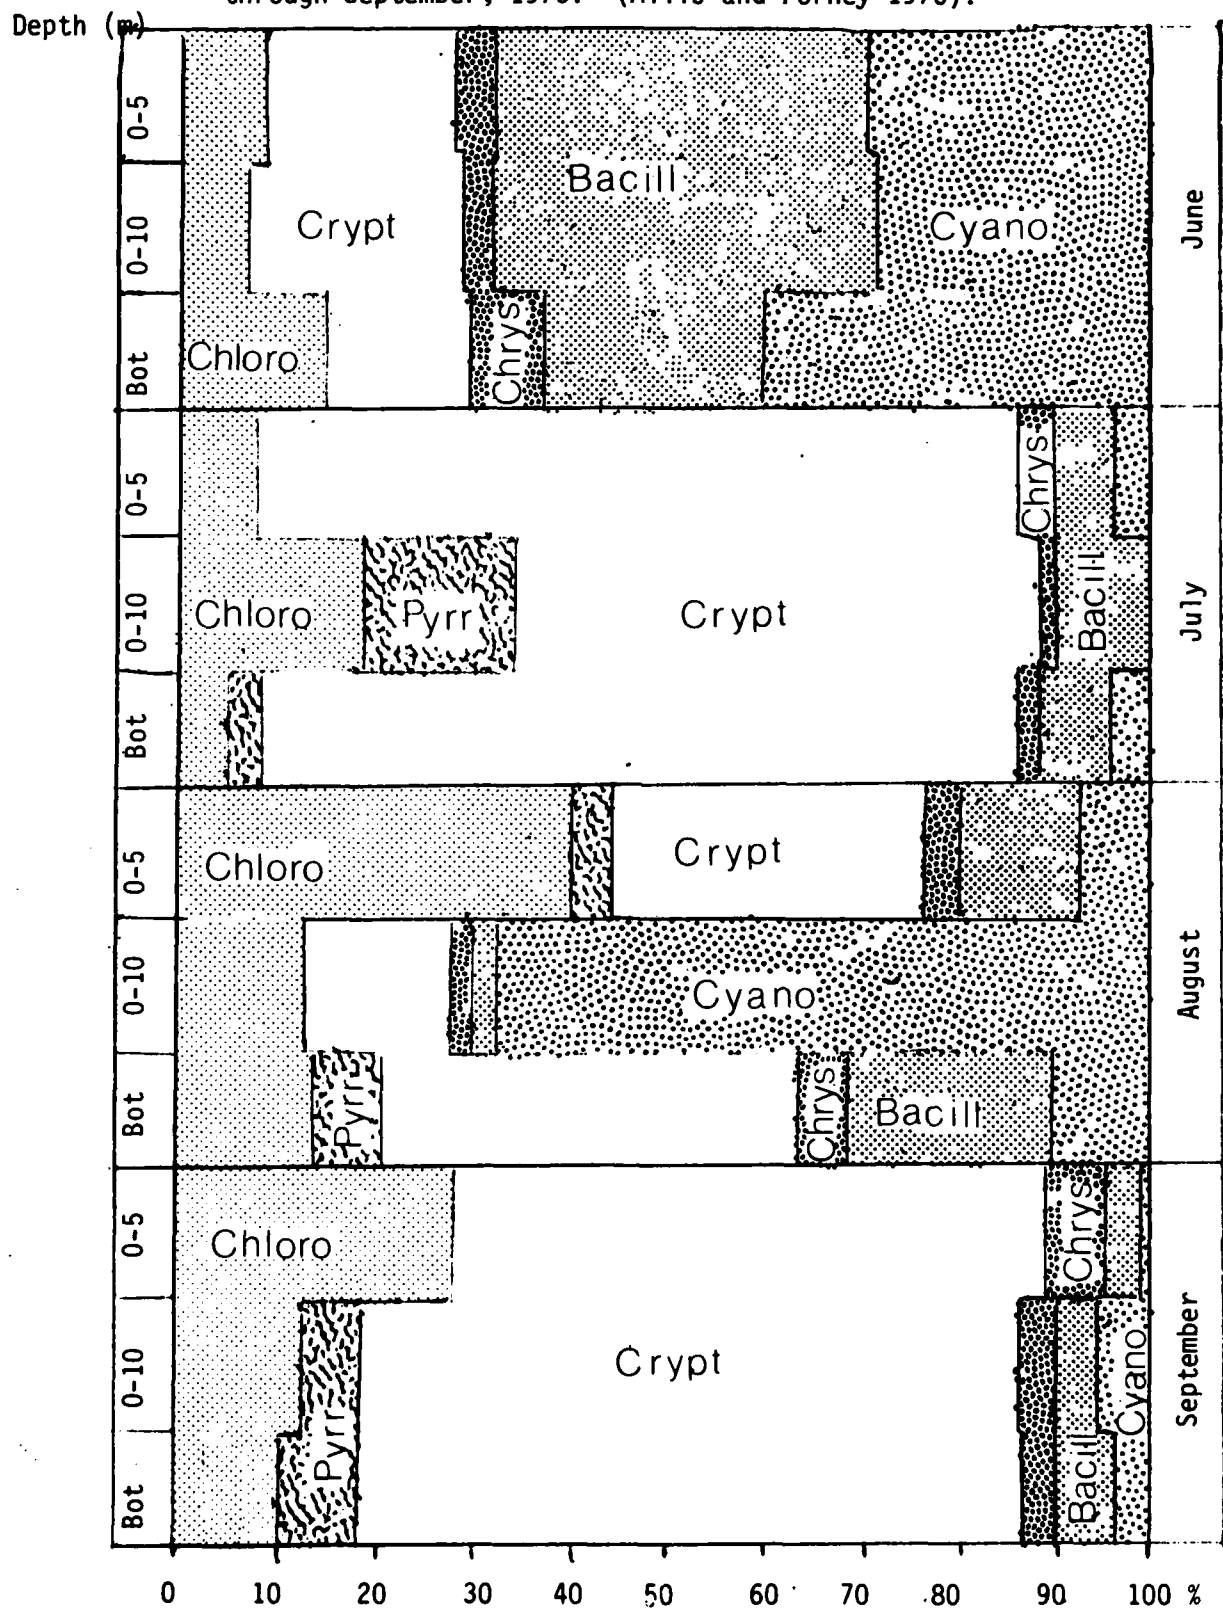 Depth (m)
0-5
0-10
Bot
Crypt
Bacill
Cyano
Chloro
Chrys
June
0-5
0-10
Bot
Chloro
Pyrr
Crypt
Chrys
Bacill
July
0-5
0-10
Bot
Chloro
Crypt
Cyano
Pyrr
Chrys
Bacill
August
0-5
0-10
Bot
Chloro
Chrys
Crypt
Pyrr
Bacill
Cyano
September
0 10 20 30 40 50 60 70 80 90 100 %